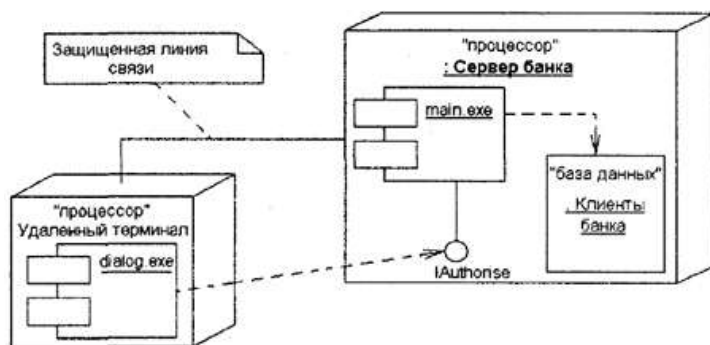 Защищенная линия
связи
"процессор"
: Сервер банка
main.exe
"база данных"
: Клиенты
банка
IAuthorise
"процессор"
Удаленный терминал
dialog.exe